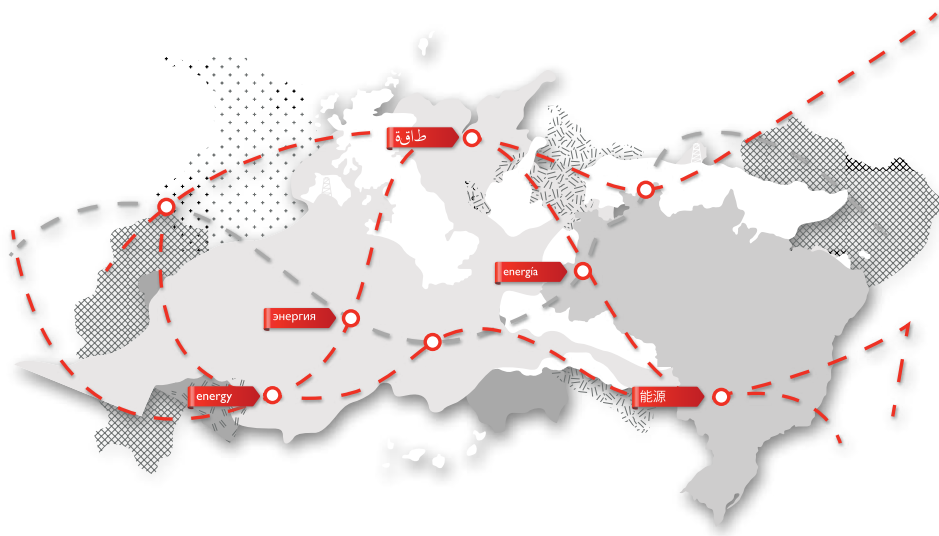 طاقة
energía
энергия
energy
能源